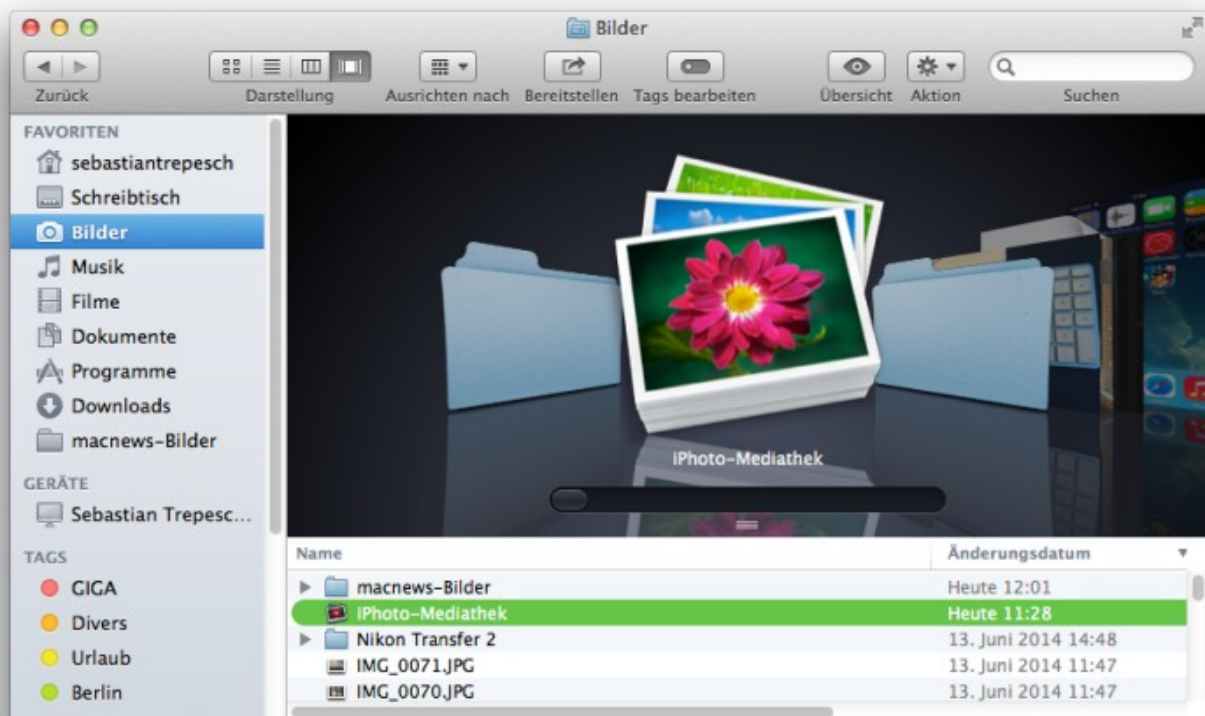 Bilder
Zurück Darstellung Ausrichten nach Bereitstellen Tags bearbeiten Übersicht Aktion Suchen
FAVORITEN
sebastiantrepesch
Schreibtisch
Bilder
Musik
Filme
Dokumente
Programme
Downloads
macnews-Bilder
GERÄTE
Sebastian Trepesc...
TAGS
GIGA
Divers
Urlaub
Berlin
iPhoto-Mediathek
Name Änderungsdatum
macnews-Bilder Heute 12:01
iPhoto-Mediathek Heute 11:28
Nikon Transfer 2 13. Juni 2014 14:48
IMG_0071.JPG 13. Juni 2014 11:47
IMG_0070.JPG 13. Juni 2014 11:47